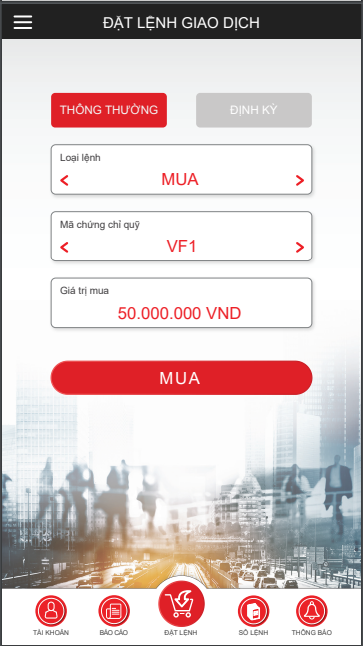 ĐẶT LỆNH GIAO DỊCH
THÔNG THƯỜNG
ĐỊNH KỲ
Loại lệnh
< MUA >
Mã chứng chỉ quỹ
< VF1 >
Giá trị mua
50.000.000 VND
MUA
TÀI KHOẢN
BÁO CÁO
ĐẶT LỆNH
SỔ LỆNH
THÔNG BÁO